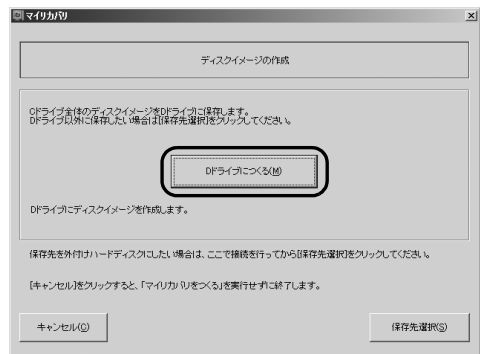 マイリカバリ
ディスクイメージの作成
Cドライブ全体のディスクイメージをDドライブに保存します。
Dドライブ以外に保存したい場合は[保存先選択]をクリックしてください。
Dドライブにつくる(M)
Dドライブにディスクイメージを作成します。
保存先を外付けハードディスクにしたい場合は、ここで接続を行ってから[保存先選択]をクリックしてください。
[キャンセル]をクリックすると、「マイリカバリをつくる」を実行せずに終了します。
キャンセル(C)
保存先選択(S)